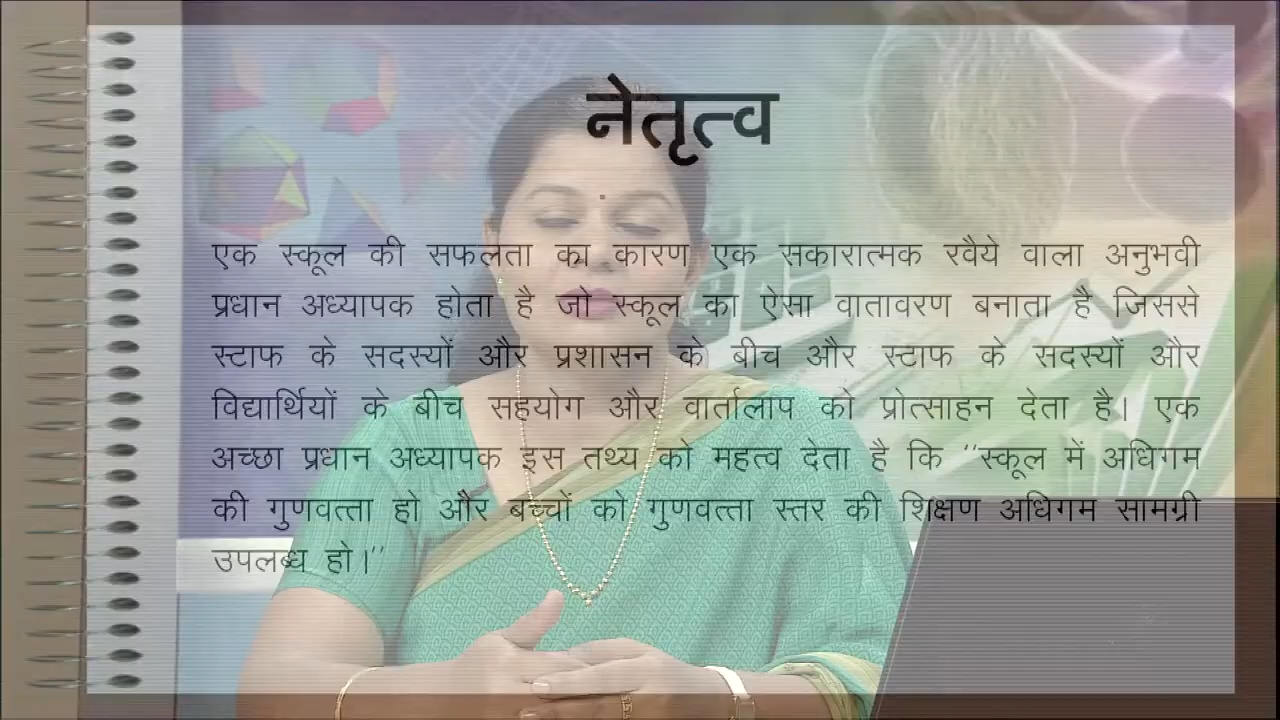 नेतृत्व
एक स्कूल की सफलता का कारण एक सकारात्मक रवैये वाला अनुभवी
प्रधान अध्यापक होता है जो स्कूल का ऐसा वातावरण बनाता है जिससे
स्टाफ के सदस्यों और प्रशासन के बीच और स्टाफ के सदस्यों और
विद्यार्थियों के बीच सहयोग और वार्तालाप को प्रोत्साहन देता है। एक
अच्छा प्रधान अध्यापक इस तथ्य को महत्व देता है कि ''स्कूल में अधिगम
की गुणवत्ता हो और बच्चों को गुणवत्ता स्तर की शिक्षण अधिगम सामग्री
उपलब्ध हो।''